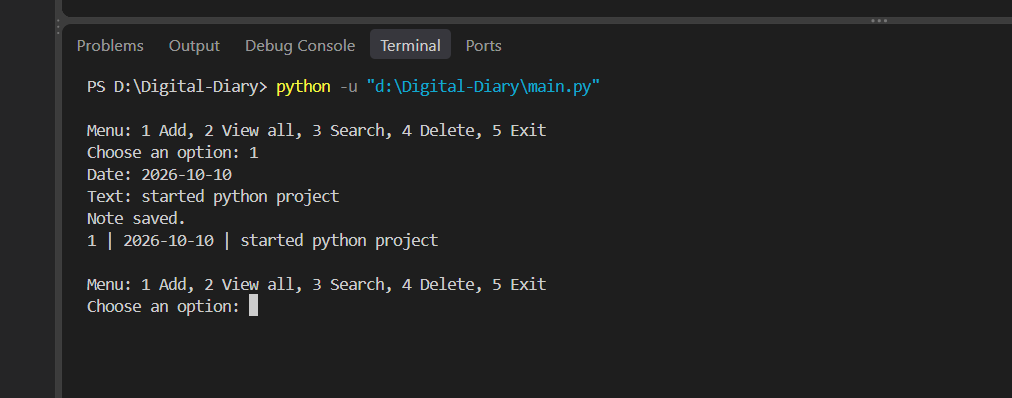 Problems Output Debug Console Terminal Ports
PS D:\Digital-Diary> python -u "d:\Digital-Diary\main.py"
Menu: 1 Add, 2 View all, 3 Search, 4 Delete, 5 Exit
Choose an option: 1
Date: 2026-10-10
Text: started python project
Note saved.
1 | 2026-10-10 | started python project
Menu: 1 Add, 2 View all, 3 Search, 4 Delete, 5 Exit
Choose an option: